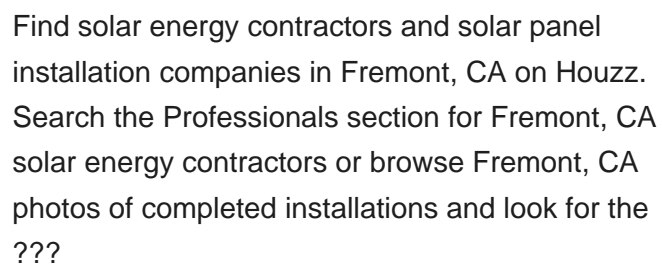 Find solar energy contractors and solar panel
installation companies in Fremont, CA on Houzz.
Search the Professionals section for Fremont, CA
solar energy contractors or browse Fremont, CA
photos of completed installations and look for the
???